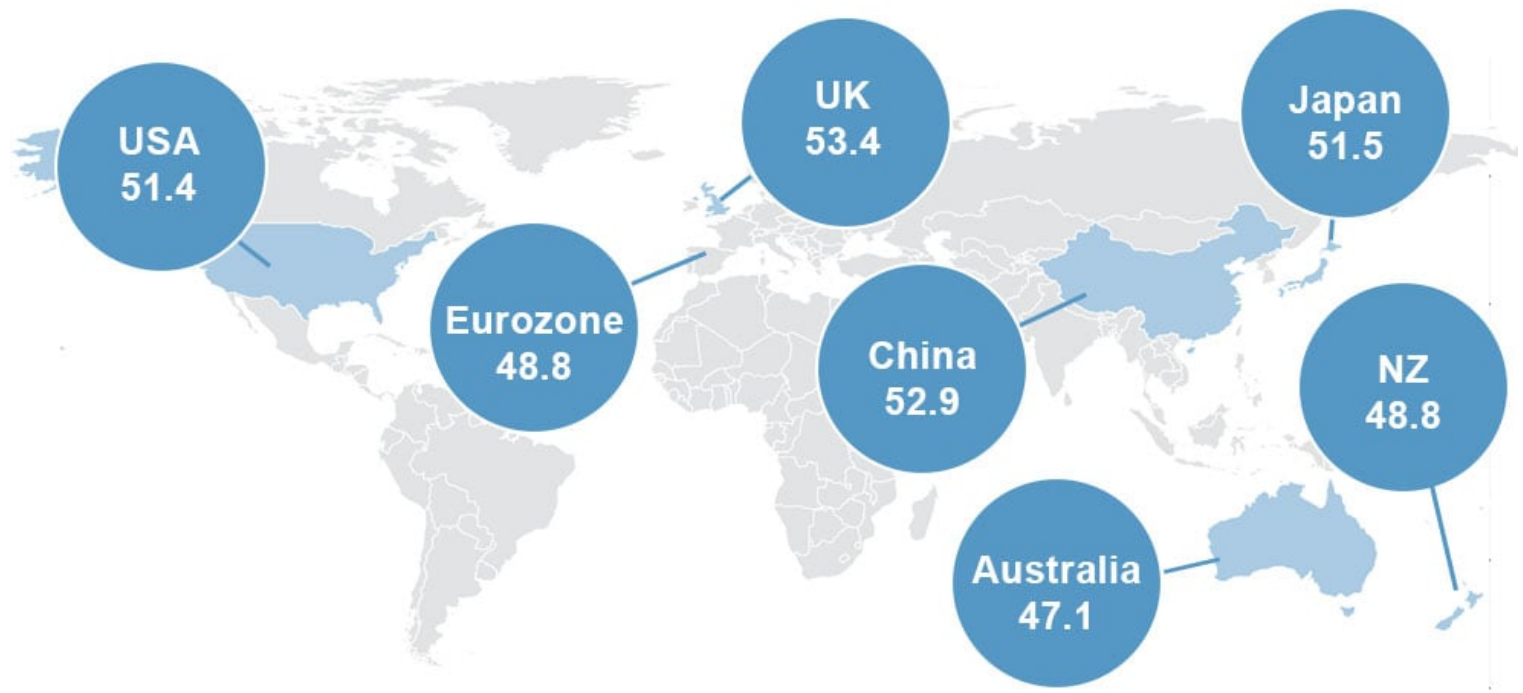 USA
51.4
UK
53.4
Japan
51.5
Eurozone
48.8
China
52.9
NZ
48.8
Australia
47.1